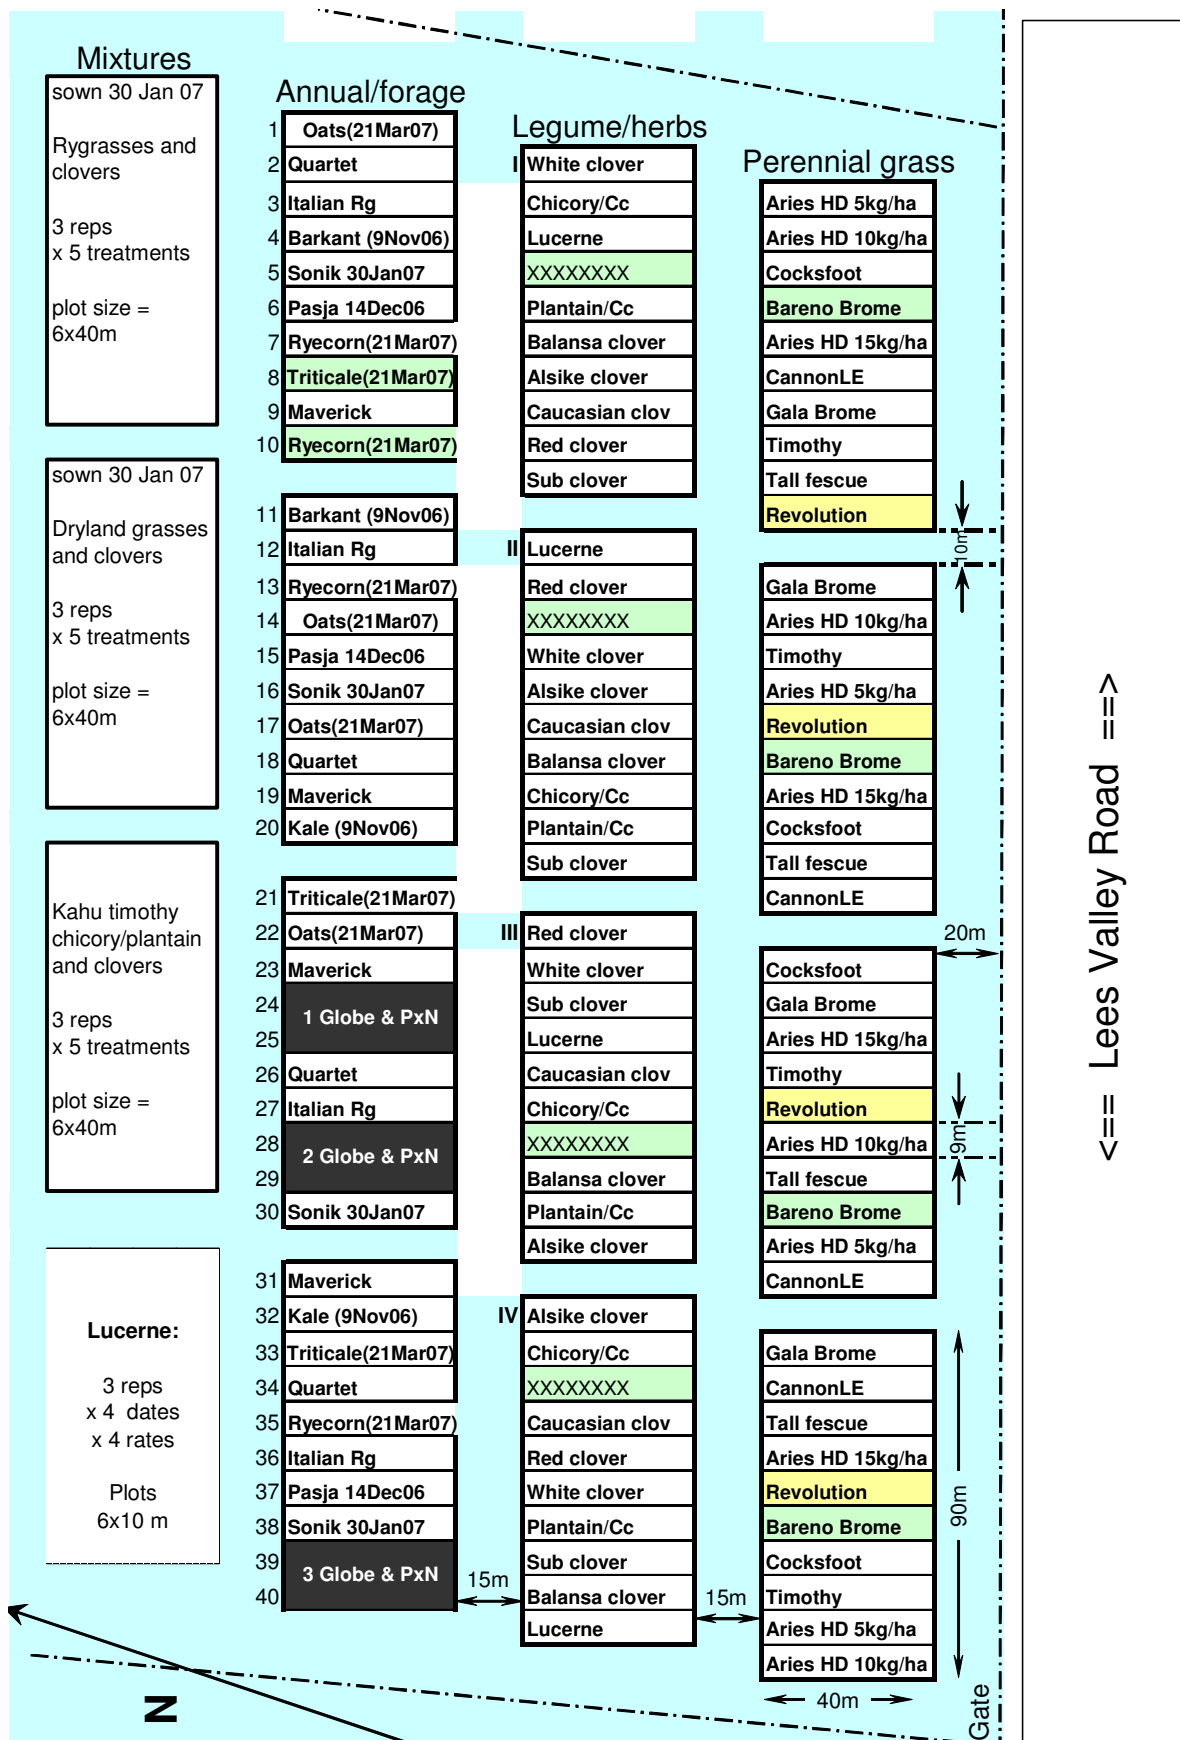 Mixtures
sown 30 Jan 07
Rygrasses and
clovers
3 reps
x 5 treatments
plot size =
6x40m
sown 30 Jan 07
Dryland grasses
and clovers
3 reps
x 5 treatments
plot size =
6x40m
Kahu timothy
chicory/plantain
and clovers
3 reps
x 5 treatments
plot size =
6x40m
Lucerne:
3 reps
x 4 dates
x 4 rates
Plots
6x10 m
N
Annual/forage
1 Oats(21Mar07)
2 Quartet
3 Italian Rg
4 Barkant (9Nov06)
5 Sonik 30Jan07
6 Pasja 14Dec06
7 Ryecorn(21Mar07)
8 Triticale(21Mar07)
9 Maverick
10 Ryecorn(21Mar07)
11 Barkant (9Nov06)
12 Italian Rg
13 Ryecorn(21Mar07)
14 Oats(21Mar07)
15 Pasja 14Dec06
16 Sonik 30Jan07
17 Oats(21Mar07)
18 Quartet
19 Maverick
20 Kale (9Nov06)
21 Triticale(21Mar07)
22 Oats(21Mar07)
23 Maverick
24
1 Globe & PxN
25
26 Quartet
27 Italian Rg
28
2 Globe & PxN
29
30 Sonik 30Jan07
31 Maverick
32 Kale (9Nov06)
33 Triticale(21Mar07)
34 Quartet
35 Ryecorn(21Mar07)
36 Italian Rg
37 Pasja 14Dec06
38 Sonik 30Jan07
39
3 Globe & PxN
40
15m
Legume/herbs
I White clover
Chicory/Cc
Lucerne
XXXXXXXX
Plantain/Cc
Balansa clover
Alsike clover
Caucasian clov
Red clover
Sub clover
II Lucerne
Red clover
XXXXXXXX
White clover
Alsike clover
Caucasian clov
Balansa clover
Chicory/Cc
Plantain/Cc
Sub clover
III Red clover
White clover
Sub clover
Lucerne
Caucasian clov
Chicory/Cc
XXXXXXXX
Balansa clover
Plantain/Cc
Alsike clover
IV Alsike clover
Chicory/Cc
XXXXXXXX
Caucasian clov
Red clover
White clover
Plantain/Cc
Sub clover
Balansa clover
Lucerne
15m
Perennial grass
Aries HD 5kg/ha
Aries HD 10kg/ha
Cocksfoot
Bareno Brome
Aries HD 15kg/ha
CannonLE
Gala Brome
Timothy
Tall fescue
Revolution
10m
Gala Brome
Aries HD 10kg/ha
Timothy
Aries HD 5kg/ha
Revolution
Bareno Brome
Aries HD 15kg/ha
Cocksfoot
Tall fescue
CannonLE
20m
Cocksfoot
Gala Brome
Aries HD 15kg/ha
Timothy
Revolution
Aries HD 10kg/ha
9m
Tall fescue
Bareno Brome
Aries HD 5kg/ha
CannonLE
Gala Brome
CannonLE
Tall fescue
Aries HD 15kg/ha
Revolution
Bareno Brome
Cocksfoot
Timothy
Aries HD 5kg/ha
Aries HD 10kg/ha
90m
40m
Gate
<== Lees Valley Road ==>